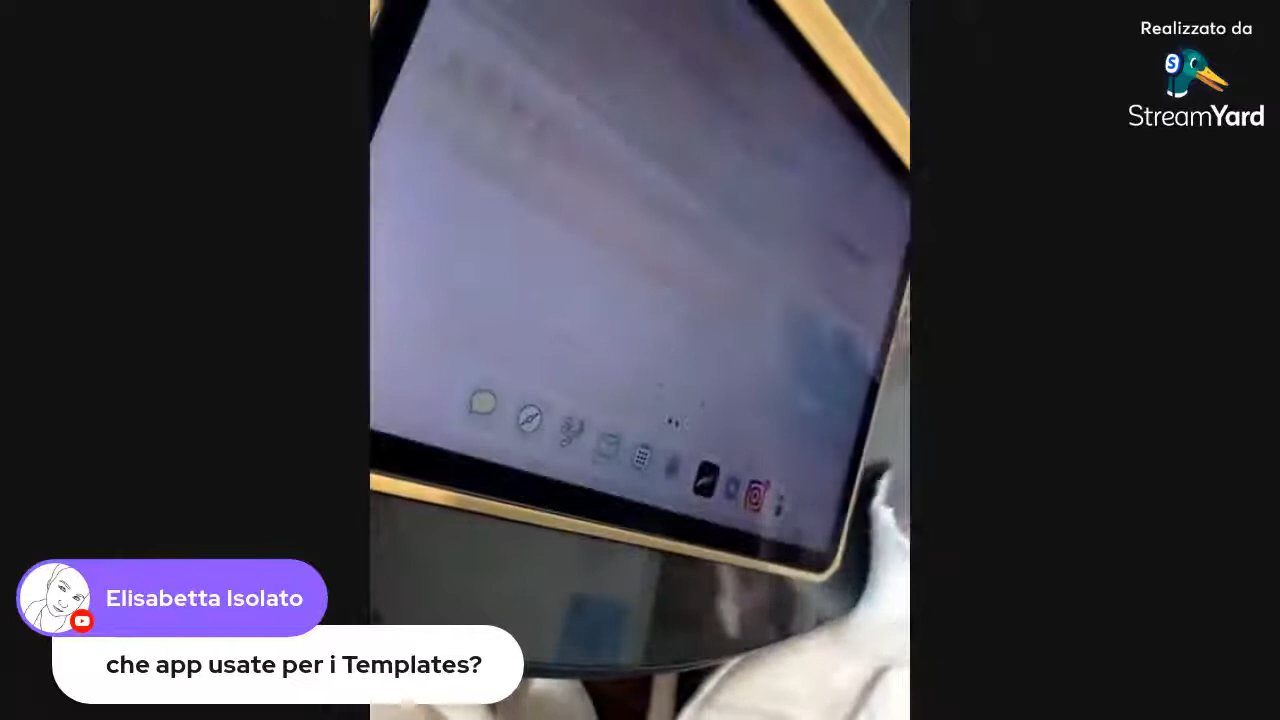 Realizzato da
StreamYard
Elisabetta Isolato
che app usate per i Templates?